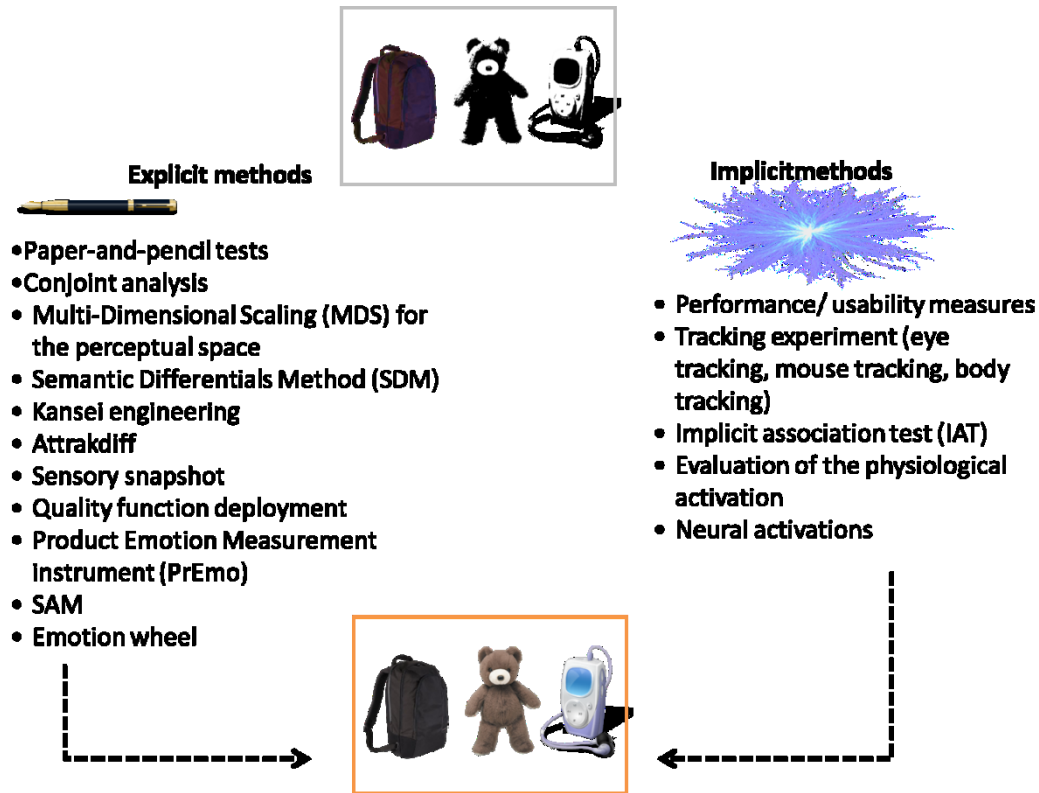 Explicit methods
•Paper-and-pencil tests
•Conjoint analysis
• Multi-Dimensional Scaling (MDS) for
the perceptual space
• Semantic Differentials Method (SDM)
• Kansei engineering
• Attrakdiff
• Sensory snapshot
• Quality function deployment
• Product Emotion Measurement
instrument (PrEmo)
• SAM
• Emotion wheel
Implicitmethods
• Performance/ usability measures
• Tracking experiment (eye
tracking, mouse tracking, body
tracking)
• Implicit association test (IAT)
• Evaluation of the physiological
activation
• Neural activations